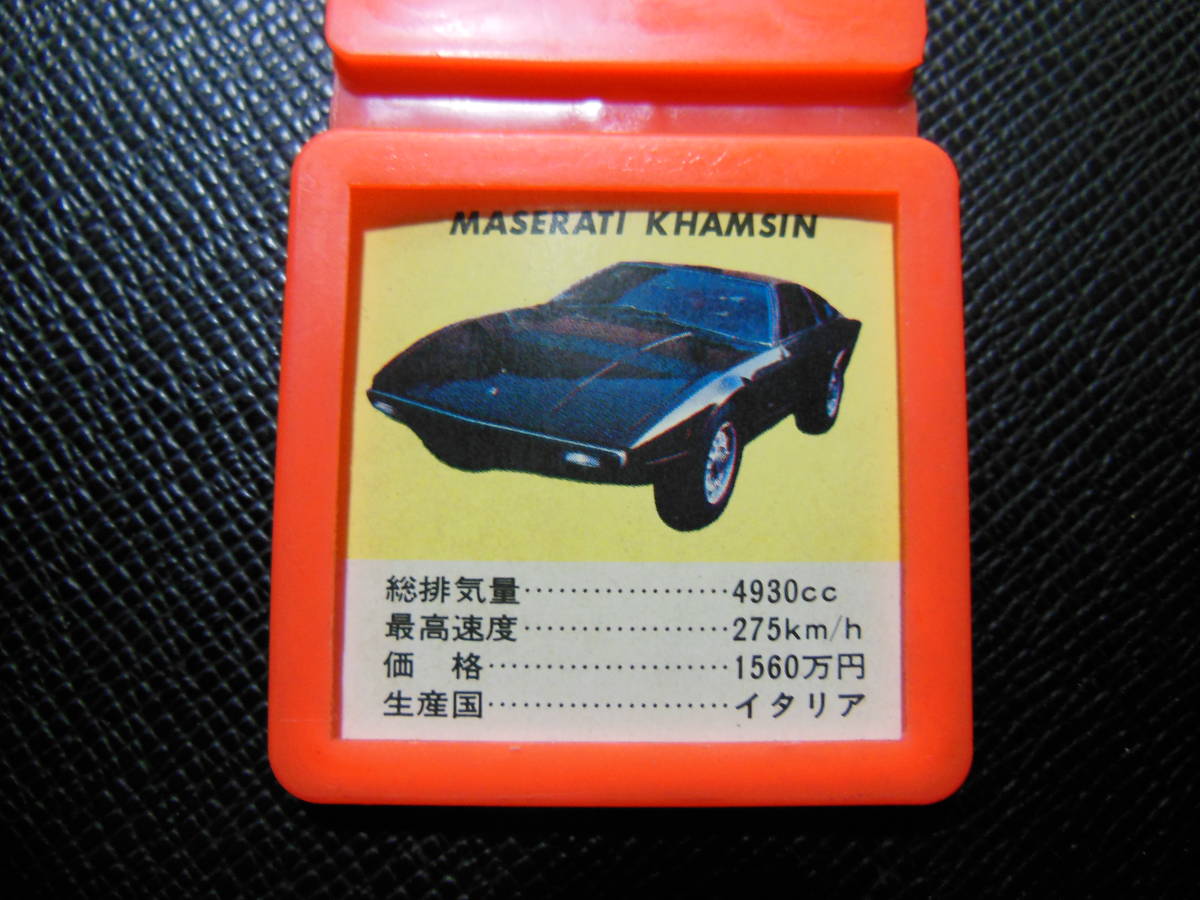 MASERATI KHAMSIN
総排気量…………………4930cc
最高速度…………………275km/h
価　格……………………1560万円
生産国……………………イタリア